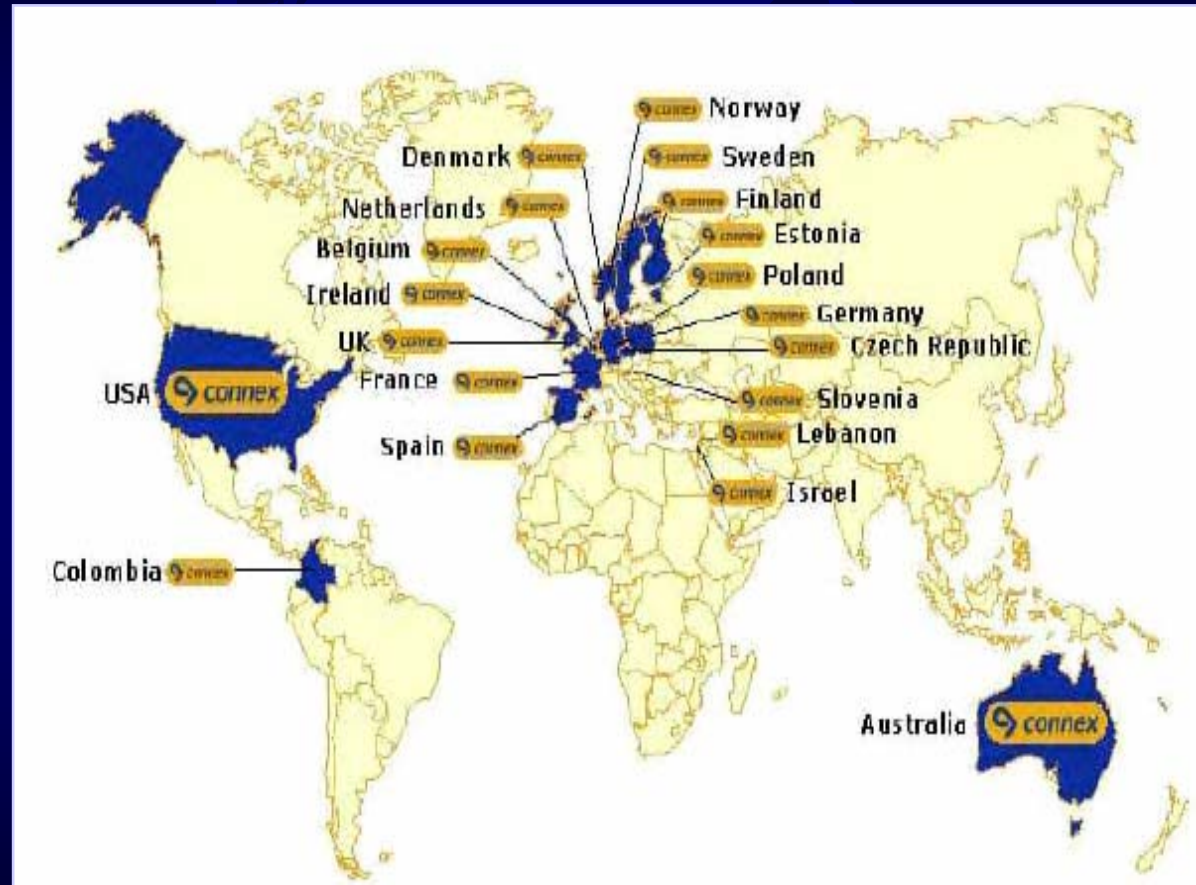 connex Norway
Denmark connex
connex Sweden
Netherlands connex
connex Finland
Belgium connex
connex Estonia
connex Poland
Ireland connex
connex Germany
UK connex
connex Czech Republic
France connex
USA connex
connex Slovenia
Spain connex
connex Lebanon
connex Israel
Colombia connex
Australia connex